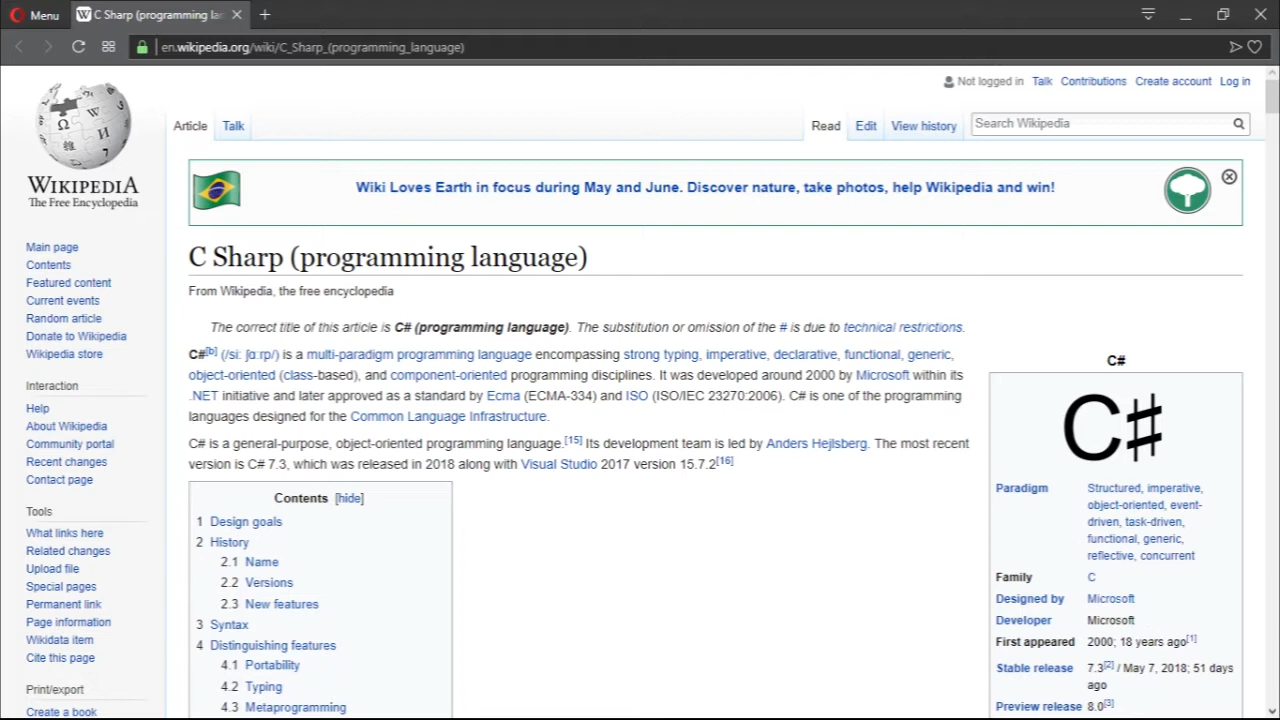 Menu
C Sharp (programming la
en.wikipedia.org/wiki/C_Sharp_(programming_language)
Not logged in Talk Contributions Create account Log in
Article Talk Read Edit View history Search Wikipedia
WIKIPEDIA
The Free Encyclopedia
Wiki Loves Earth in focus during May and June. Discover nature, take photos, help Wikipedia and win!
Main page
Contents
Featured content
Current events
Random article
Donate to Wikipedia
Wikipedia store
Interaction
Help
About Wikipedia
Community portal
Recent changes
Contact page
Tools
What links here
Related changes
Upload file
Special pages
Permanent link
Page information
Wikidata item
Cite this page
Print/export
Create a book
C Sharp (programming language)
From Wikipedia, the free encyclopedia
The correct title of this article is C# (programming language). The substitution or omission of the # is due to technical restrictions.
C#[b] (/siː ʃɑːrp/) is a multi-paradigm programming language encompassing strong typing, imperative, declarative, functional, generic,
object-oriented (class-based), and component-oriented programming disciplines. It was developed around 2000 by Microsoft within its
.NET initiative and later approved as a standard by Ecma (ECMA-334) and ISO (ISO/IEC 23270:2006). C# is one of the programming
languages designed for the Common Language Infrastructure.
C# is a general-purpose, object-oriented programming language.[15] Its development team is led by Anders Hejlsberg. The most recent
version is C# 7.3, which was released in 2018 along with Visual Studio 2017 version 15.7.2[16]
Contents [hide]
1 Design goals
2 History
2.1 Name
2.2 Versions
2.3 New features
3 Syntax
4 Distinguishing features
4.1 Portability
4.2 Typing
4.3 Metaprogramming
C#
C♯
Paradigm Structured, imperative,
object-oriented, event-
driven, task-driven,
functional, generic,
reflective, concurrent
Family C
Designed by Microsoft
Developer Microsoft
First appeared 2000; 18 years ago[1]
Stable release 7.3[2] / May 7, 2018; 51 days
ago
Preview release 8.0[3]